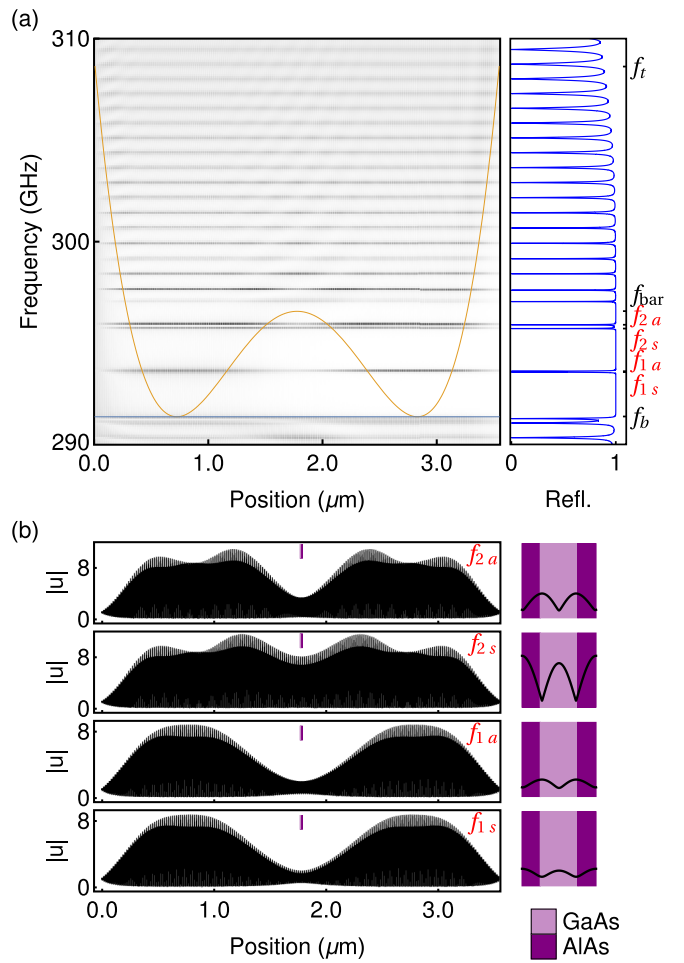 (a)
310
300
290
Frequency (GHz)
0.0 1.0 2.0 3.0
Position (μm)
0 1
Refl.
f_t
f_bar
f_2 a
f_2 s
f_1 a
f_1 s
f_b
(b)
8
0
|u|
f_2 a
8
0
|u|
f_2 s
8
0
|u|
f_1 a
8
0
|u|
f_1 s
0.0 1.0 2.0 3.0
Position (μm)
GaAs
AlAs